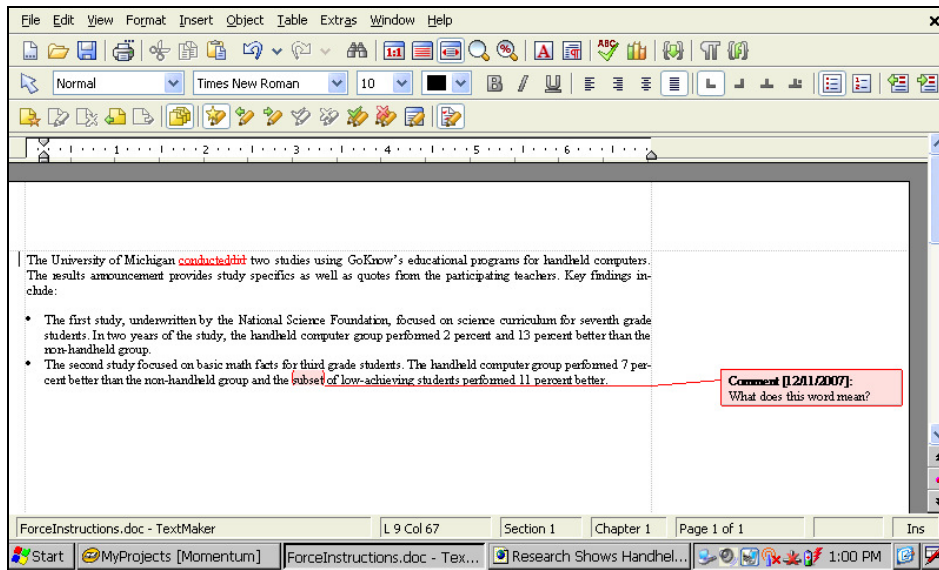 File Edit View Format Insert Object Table Extras Window Help
Normal Times New Roman 10
1 2 3 4 5 6
The University of Michigan conducteddid two studies using GoKnow's educational programs for handheld computers.
The results announcement provides study specifics as well as quotes from the participating teachers. Key findings in-
clude:
• The first study, underwritten by the National Science Foundation, focused on science curriculum for seventh grade
students. In two years of the study, the handheld computer group performed 2 percent and 13 percent better than the
non-handheld group.
• The second study focused on basic math facts for third grade students. The handheld computer group performed 7 per-
cent better than the non-handheld group and the subset of low-achieving students performed 11 percent better.
Comment [12/11/2007]:
What does this word mean?
ForceInstructions.doc - TextMaker L 9 Col 67 Section 1 Chapter 1 Page 1 of 1 Ins
Start MyProjects [Momentum] ForceInstructions.doc - Tex... Research Shows Handhel... 1:00 PM